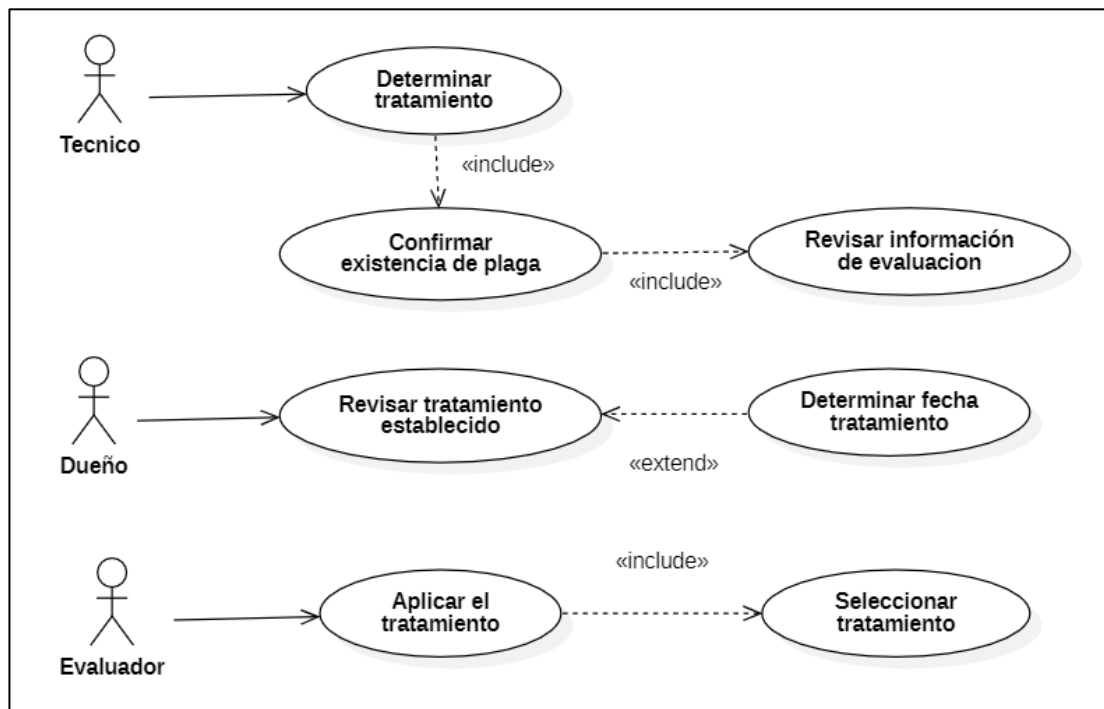 Determinar
tratamiento
Tecnico
«include»
Confirmar
existencia de plaga
«include»
Revisar información
de evaluacion
Dueño
Revisar tratamiento
establecido
«extend»
Determinar fecha
tratamiento
Evaluador
Aplicar el
tratamiento
«include»
Seleccionar
tratamiento